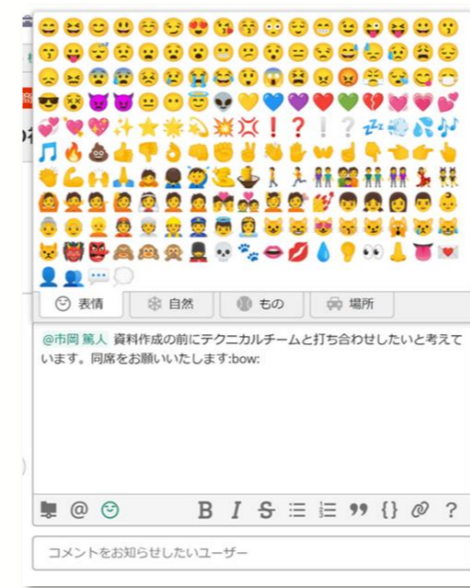 表情
自然
もの
場所
@市岡 篤人 資料作成の前にテクニカルチームと打ち合わせしたいと考えて
います。同席をお願いいたします:bow:
@ B I S {} ?
コメントをお知らせしたいユーザー